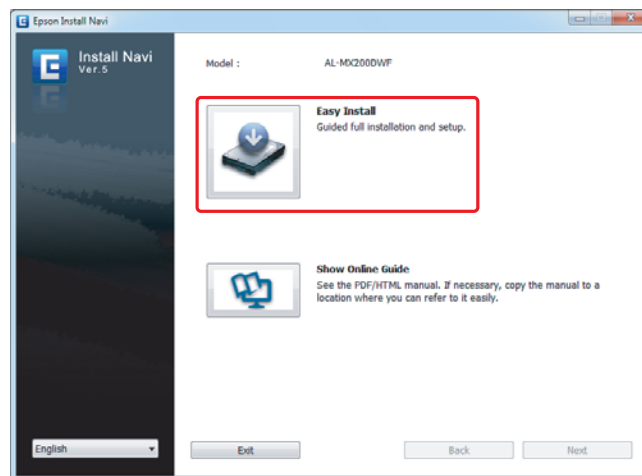 Epson Install Navi
Install Navi
Ver.5
Model :
AL-MX200DWF
Easy Install
Guided full installation and setup.
Show Online Guide
See the PDF/HTML manual. If necessary, copy the manual to a
location where you can refer to it easily.
English
Exit
Back
Next